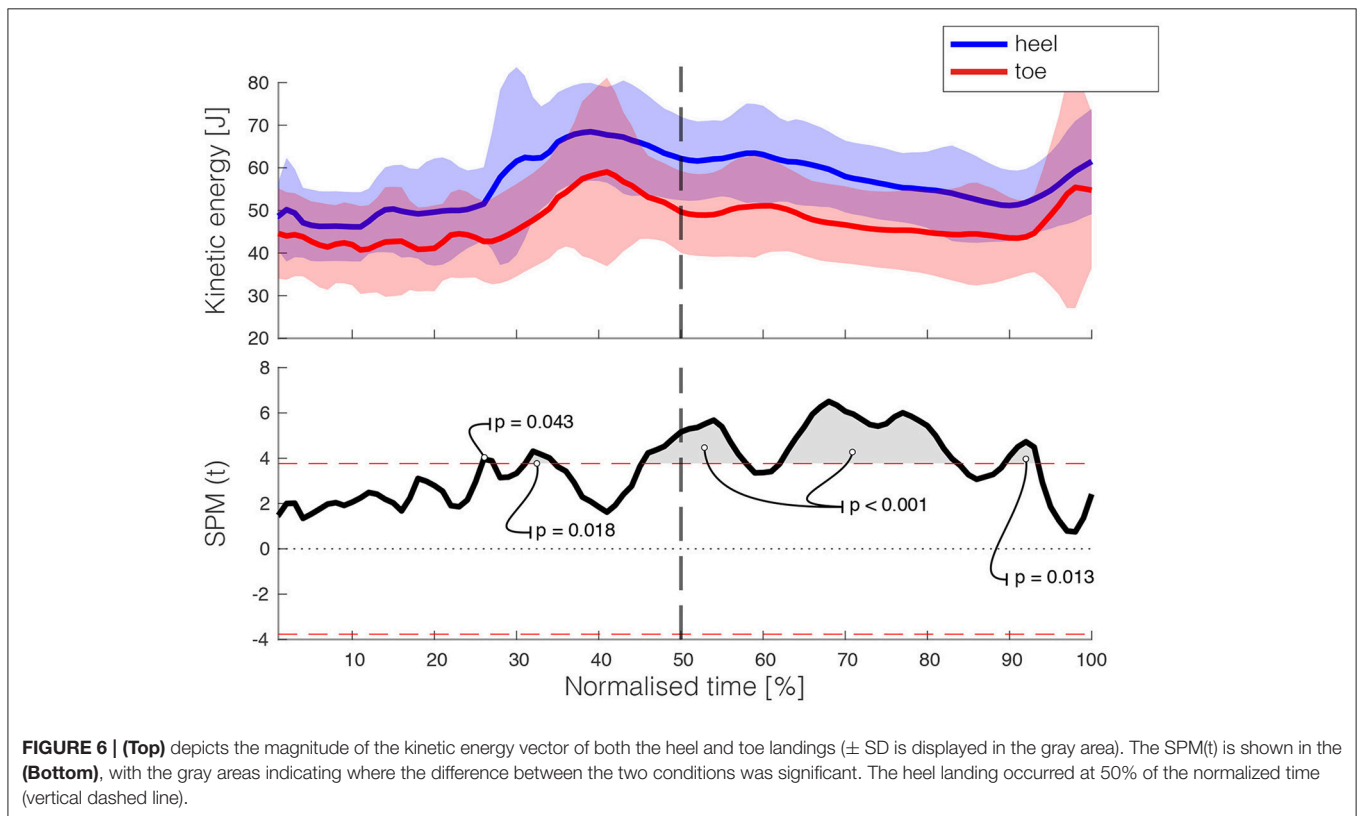 heel
toe
Kinetic energy [J]
80
70
60
50
40
30
20
SPM (t)
8
6
4
2
0
-2
-4
p = 0.043
p = 0.018
p < 0.001
p = 0.013
10 20 30 40 50 60 70 80 90 100
Normalised time [%]
FIGURE 6 | (Top) depicts the magnitude of the kinetic energy vector of both the heel and toe landings (± SD is displayed in the gray area). The SPM(t) is shown in the
(Bottom), with the gray areas indicating where the difference between the two conditions was significant. The heel landing occurred at 50% of the normalized time
(vertical dashed line).